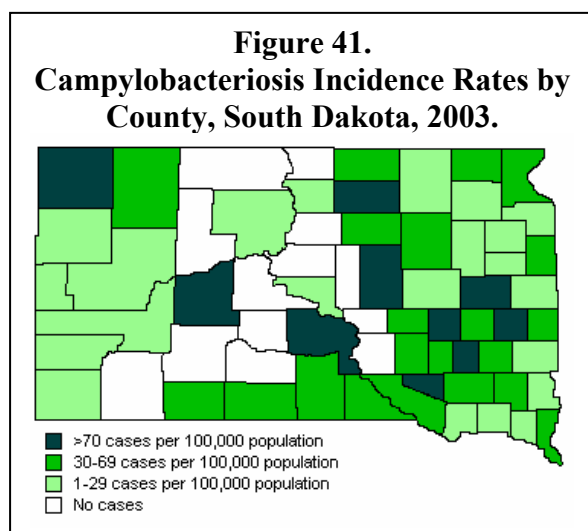 Figure 41.
Campylobacteriosis Incidence Rates by
County, South Dakota, 2003.
>70 cases per 100,000 population
30-69 cases per 100,000 population
1-29 cases per 100,000 population
No cases